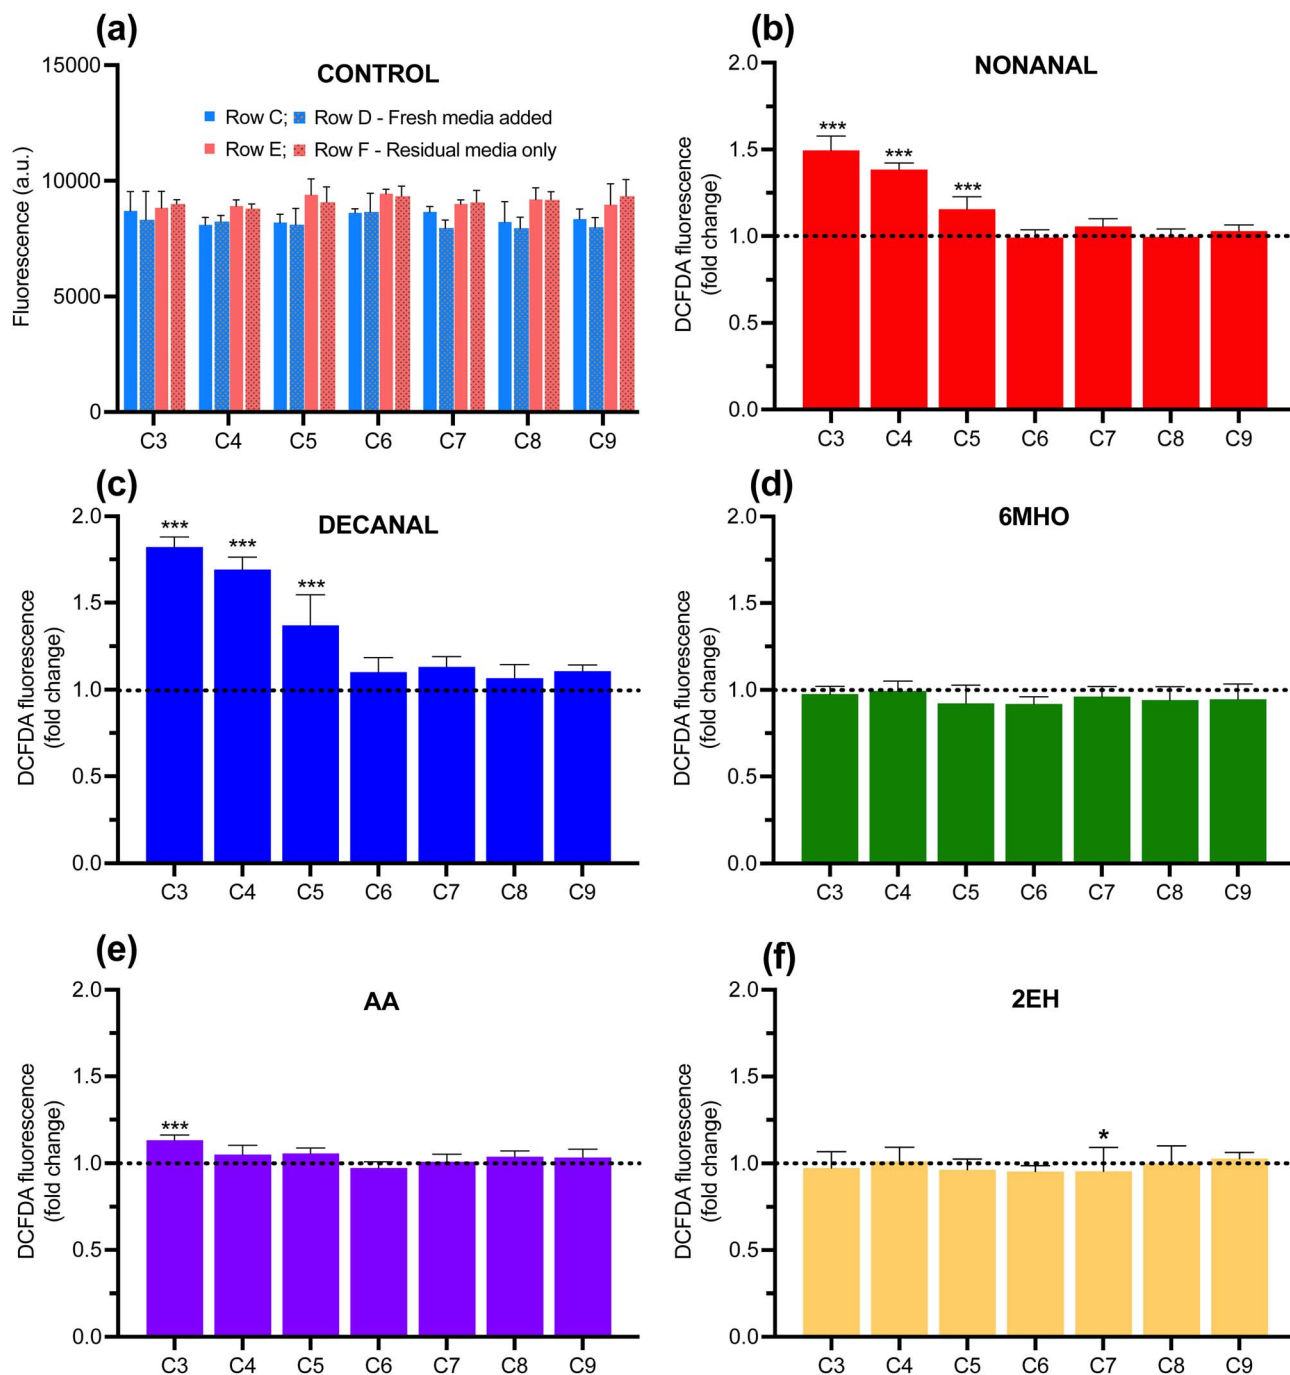 (a)
CONTROL
Row C; Row D - Fresh media added
Row E; Row F - Residual media only
Fluorescence (a.u.)
15000
10000
5000
0
C3 C4 C5 C6 C7 C8 C9
(b)
NONANAL
DCFDA fluorescence
(fold change)
2.0
1.5
1.0
0.5
0.0
*** *** ***
C3 C4 C5 C6 C7 C8 C9
(c)
DECANAL
DCFDA fluorescence
(fold change)
2.0
1.5
1.0
0.5
0.0
*** *** ***
C3 C4 C5 C6 C7 C8 C9
(d)
6MHO
DCFDA fluorescence
(fold change)
2.0
1.5
1.0
0.5
0.0
C3 C4 C5 C6 C7 C8 C9
(e)
AA
DCFDA fluorescence
(fold change)
2.0
1.5
1.0
0.5
0.0
***
C3 C4 C5 C6 C7 C8 C9
(f)
2EH
DCFDA fluorescence
(fold change)
2.0
1.5
1.0
0.5
0.0
*
C3 C4 C5 C6 C7 C8 C9